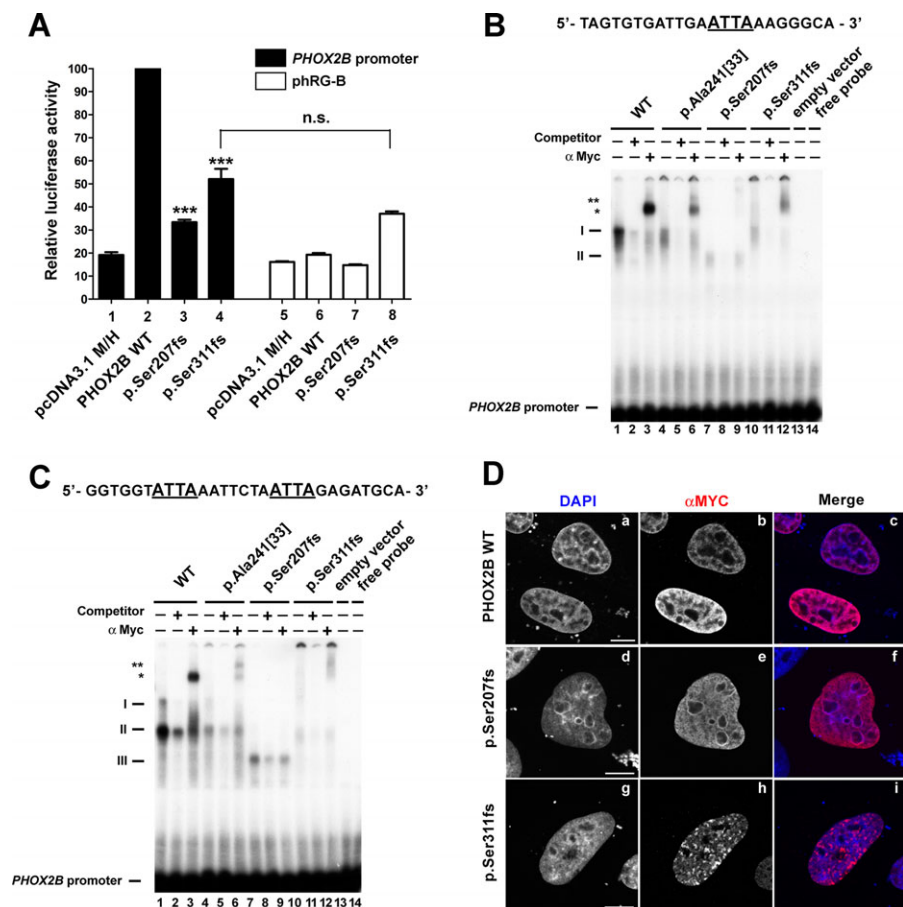 A
PHOX2B promoter
phRG-B
Relative luciferase activity
100
90
80
70
60
50
40
30
20
10
0
n.s.
***
***
1 2 3 4 5 6 7 8
pcDNA3.1 M/H
PHOX2B WT
p.Ser207fs
p.Ser311fs
pcDNA3.1 M/H
PHOX2B WT
p.Ser207fs
p.Ser311fs
B
5'- TAGTGTGATTGAATTAAAGGGCA - 3'
WT
p.Ala241[33]
p.Ser207fs
p.Ser311fs
empty vector
free probe
Competitor – + – – + – – + – – + – – –
α Myc – – + – – + – – + – – + – –
**
*
I
II
PHOX2B promoter
1 2 3 4 5 6 7 8 9 10 11 12 13 14
C
5'- GGTGGTATTAAATTCTAATTAGAGATGCA- 3'
WT
p.Ala241[33]
p.Ser207fs
p.Ser311fs
empty vector
free probe
Competitor – + – – + – – + – – + – – –
α Myc – – + – – + – – + – – + – –
**
*
I
II
III
PHOX2B promoter
1 2 3 4 5 6 7 8 9 10 11 12 13 14
D
DAPI αMYC Merge
PHOX2B WT
a b c
p.Ser207fs
d e f
p.Ser311fs
g h i